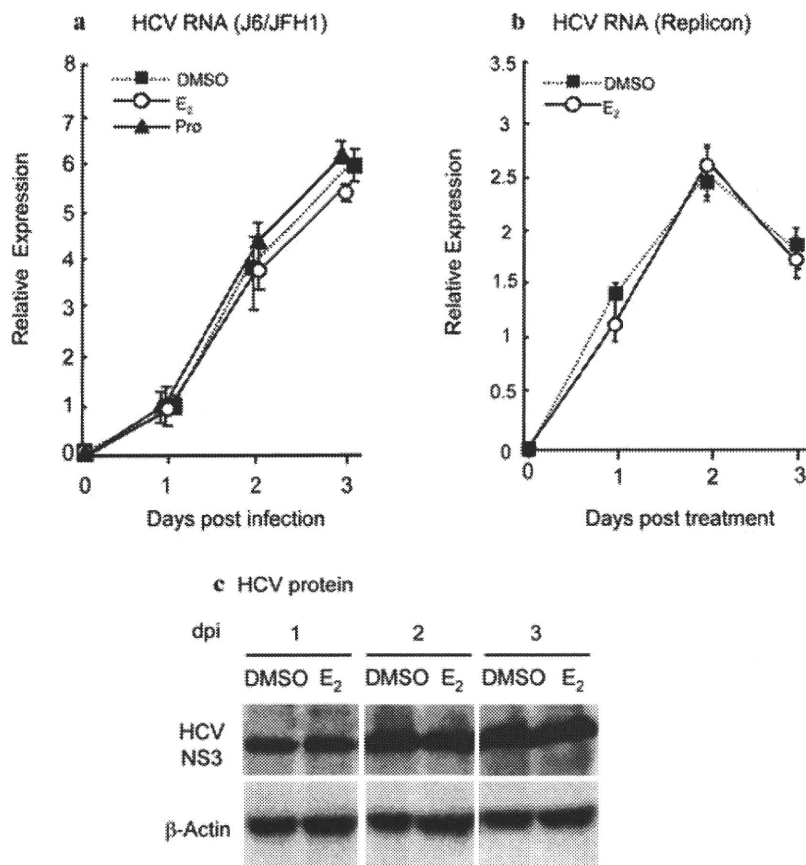 a HCV RNA (J6/JFH1)
8
7
6
5
4
3
2
1
0
Relative Expression
DMSO
E₂
Pro
0 1 2 3
Days post infection
b HCV RNA (Replicon)
3.5
3
2.5
2
1.5
1
0.5
0
Relative Expression
DMSO
E₂
0 1 2 3
Days post treatment
c HCV protein
dpi 1 2 3
DMSO E₂ DMSO E₂ DMSO E₂
HCV
NS3
β-Actin